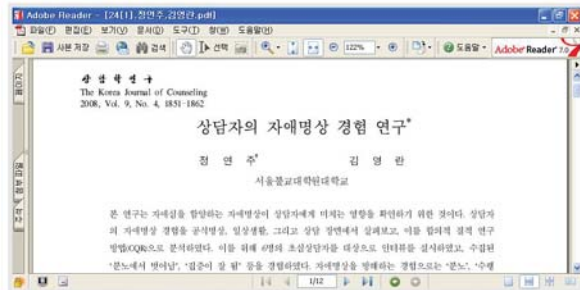 Adobe Reader - [24[1],정연주,김영란.pdf]
파일(F) 편집(E) 보기(V) 문서(D) 도구(T) 창(W) 도움말(H)
사본 저장 검색 선택 122% 도움말 Adobe Reader 7.0
상담학연구
The Korea Journal of Counseling
2008, Vol. 9, No. 4, 1851-1862
상담자의 자애명상 경험 연구*
정 연 주* 김 영 란
서울불교대학원대학교
본 연구는 자애심을 함양하는 자애명상이 상담자에게 미치는 영향을 확인하기 위한 것이다. 상담자
의 자애명상 경험을 공식명상, 일상생활, 그리고 상담 장면에서 살펴보고, 이를 합의적 질적 연구
방법(CQR)으로 분석하였다. 이를 위해 6명의 초심상담자를 대상으로 인터뷰를 실시하였고, 수집된
‘분노에서 벗어남’, ‘집중이 잘 됨’ 등을 경험하였다. 자애명상을 방해하는 경험으로는 ‘분노’, ‘수행
1/12